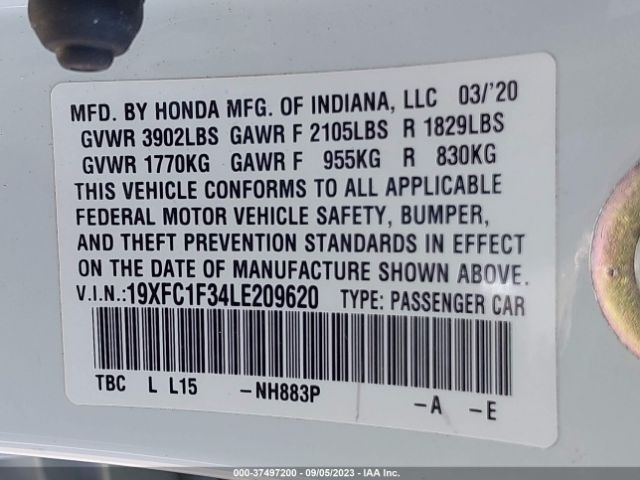 MFD. BY HONDA MFG. OF INDIANA, LLC 03/'20
GVWR 3902LBS GAWR F 2105LBS R 1829LBS
GVWR 1770KG GAWR F 955KG R 830KG
THIS VEHICLE CONFORMS TO ALL APPLICABLE
FEDERAL MOTOR VEHICLE SAFETY, BUMPER,
AND THEFT PREVENTION STANDARDS IN EFFECT
ON THE DATE OF MANUFACTURE SHOWN ABOVE.
V.I.N.:19XFC1F34LE209620 TYPE: PASSENGER CAR
TBC L L15 -NH883P -A -E
000-37497200 - 09/05/2023 - IAA Inc.